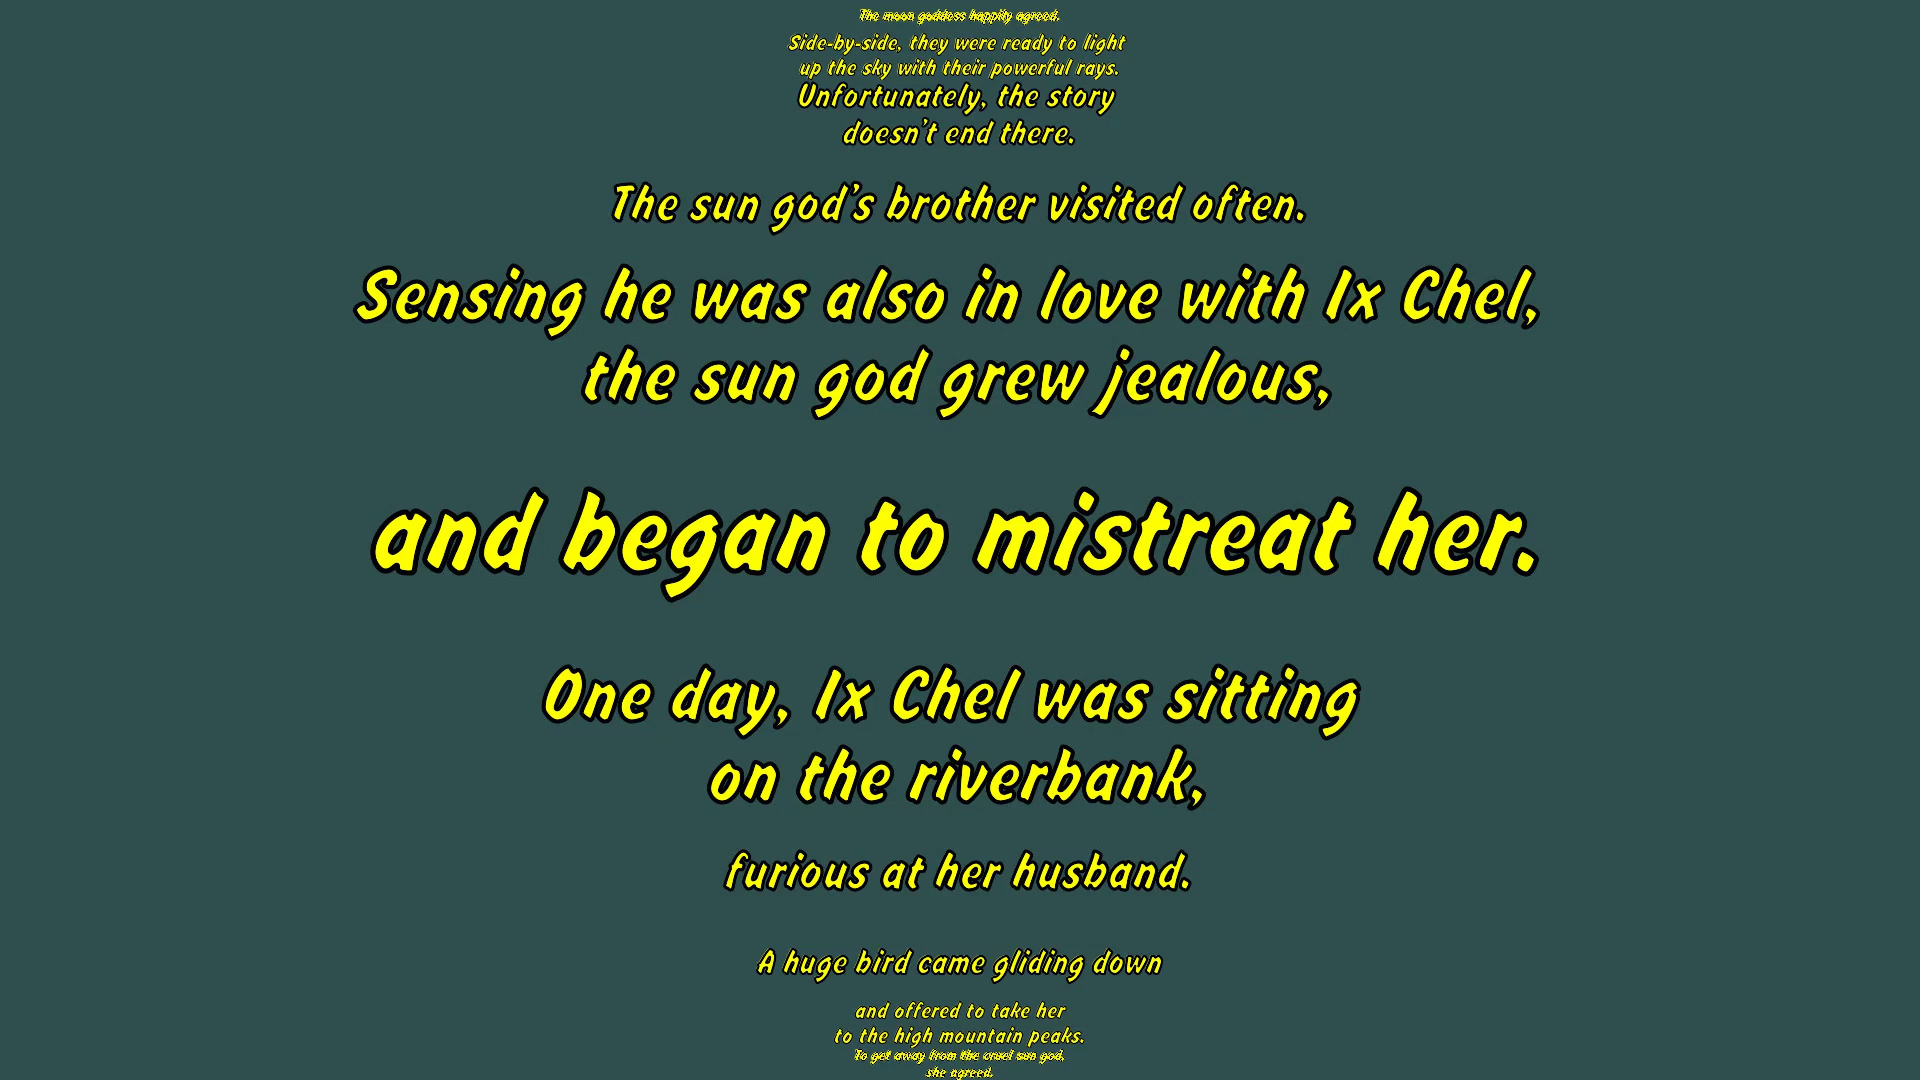 The moon goddess happily agreed.
Side-by-side, they were ready to light
up the sky with their powerful rays.
Unfortunately, the story
doesn’t end there.
The sun god’s brother visited often.
Sensing he was also in love with Ix Chel,
the sun god grew jealous,
and began to mistreat her.
One day, Ix Chel was sitting
on the riverbank,
furious at her husband.
A huge bird came gliding down
and offered to take her
to the high mountain peaks.
To get away from the cruel sun god,
she agreed.